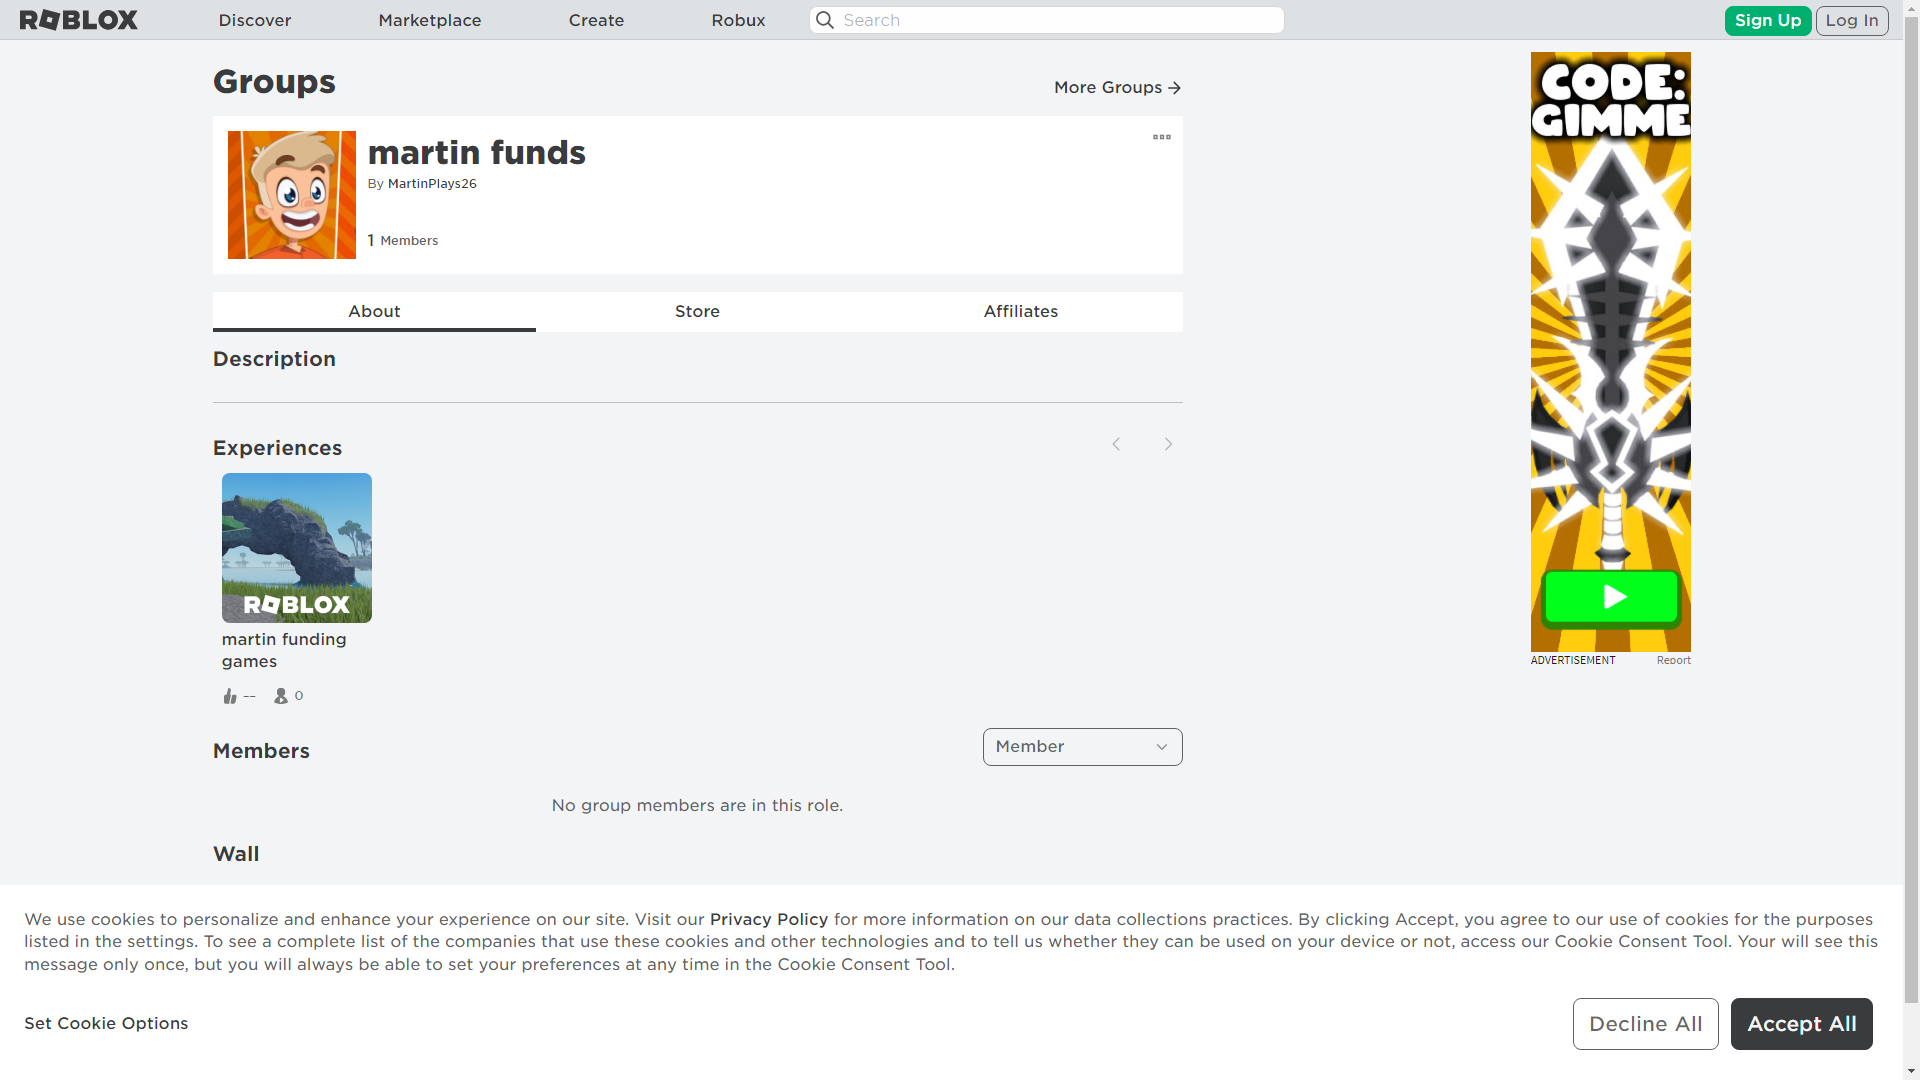 ROBLOX
Discover
Marketplace
Create
Robux
Search
Sign Up
Log In
Groups
More Groups
martin funds
By MartinPlays26
1 Members
About
Store
Affiliates
Description
Experiences
ROBLOX
martin funding
games
--
0
Members
Member
No group members are in this role.
Wall
CODE:
GIMME
ADVERTISEMENT
Report
We use cookies to personalize and enhance your experience on our site. Visit our Privacy Policy for more information on our data collections practices. By clicking Accept, you agree to our use of cookies for the purposes
listed in the settings. To see a complete list of the companies that use these cookies and other technologies and to tell us whether they can be used on your device or not, access our Cookie Consent Tool. Your will see this
message only once, but you will always be able to set your preferences at any time in the Cookie Consent Tool.
Set Cookie Options
Decline All
Accept All